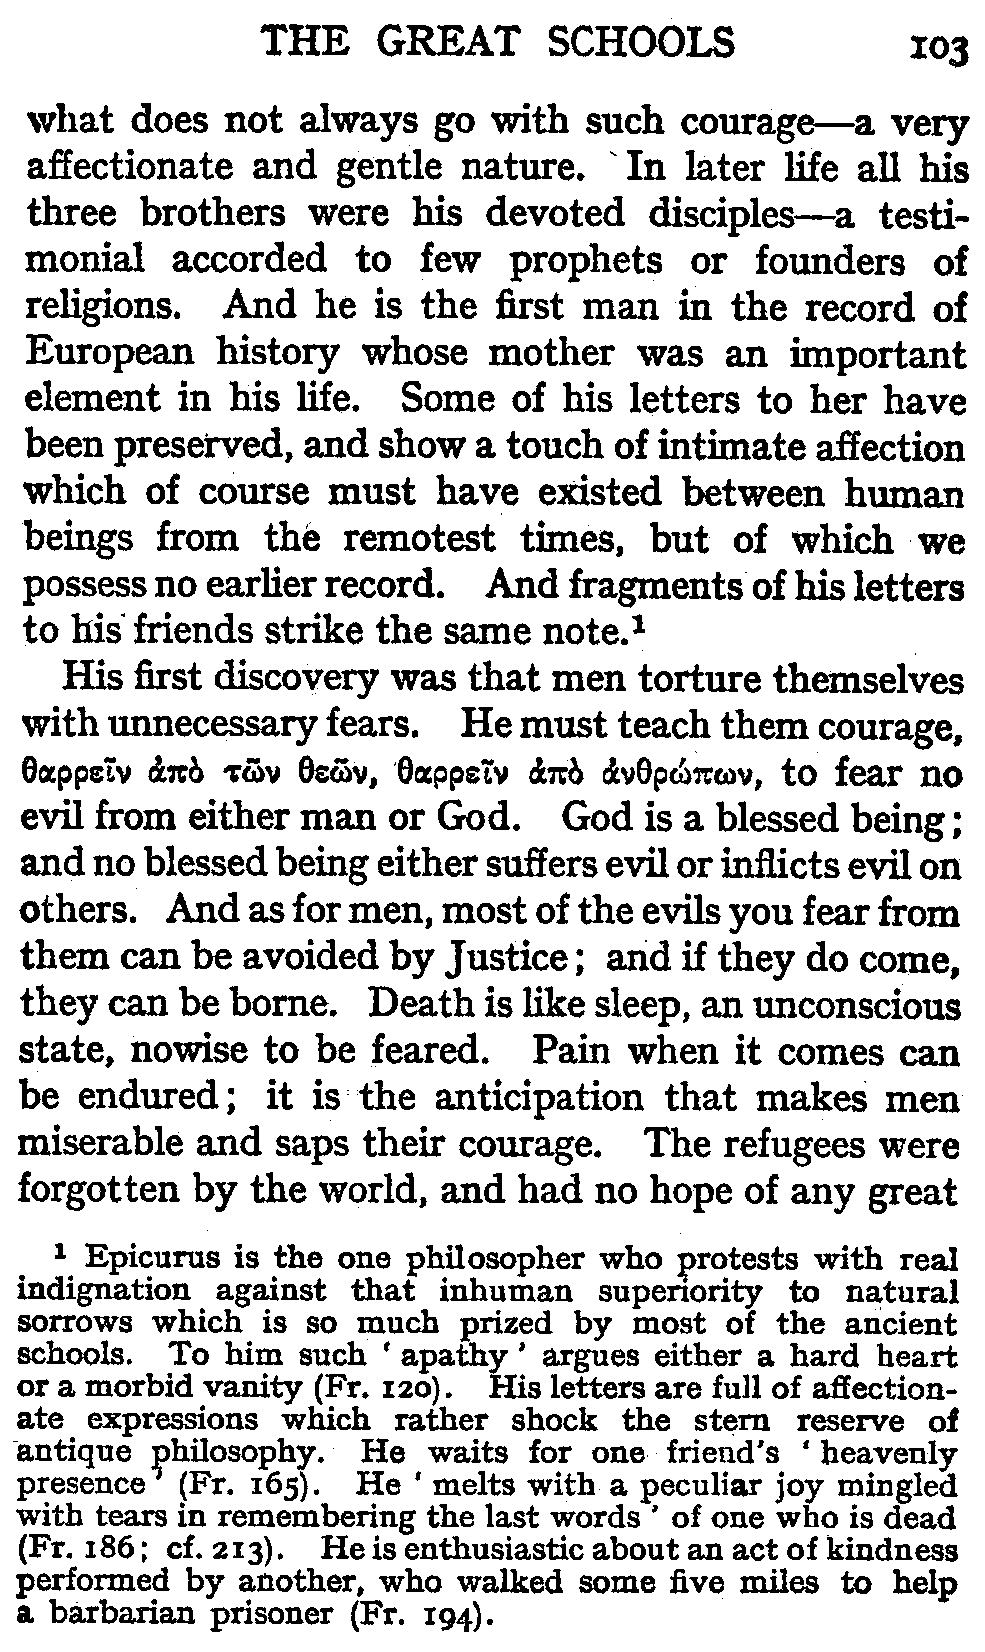 THE GREAT SCHOOLS 103
what does not always go with such courage—a very
affectionate and gentle nature. In later life all his
three brothers were his devoted disciples—a testi-
monial accorded to few prophets or founders of
religions. And he is the first man in the record of
European history whose mother was an important
element in his life. Some of his letters to her have
been preserved, and show a touch of intimate affection
which of course must have existed between human
beings from the remotest times, but of which we
possess no earlier record. And fragments of his letters
to his friends strike the same note.¹
His first discovery was that men torture themselves
with unnecessary fears. He must teach them courage,
θαρρεῖν ἀπὸ τῶν θεῶν, θαρρεῖν ἀπὸ ἀνθρώπων, to fear no
evil from either man or God. God is a blessed being;
and no blessed being either suffers evil or inflicts evil on
others. And as for men, most of the evils you fear from
them can be avoided by Justice; and if they do come,
they can be borne. Death is like sleep, an unconscious
state, nowise to be feared. Pain when it comes can
be endured; it is the anticipation that makes men
miserable and saps their courage. The refugees were
forgotten by the world, and had no hope of any great
¹ Epicurus is the one philosopher who protests with real
indignation against that inhuman superiority to natural
sorrows which is so much prized by most of the ancient
schools. To him such ‘ apathy ’ argues either a hard heart
or a morbid vanity (Fr. 120). His letters are full of affection-
ate expressions which rather shock the stern reserve of
antique philosophy. He waits for one friend's ‘ heavenly
presence ’ (Fr. 165). He ‘ melts with a peculiar joy mingled
with tears in remembering the last words ’ of one who is dead
(Fr. 186; cf. 213). He is enthusiastic about an act of kindness
performed by another, who walked some five miles to help
a barbarian prisoner (Fr. 194).